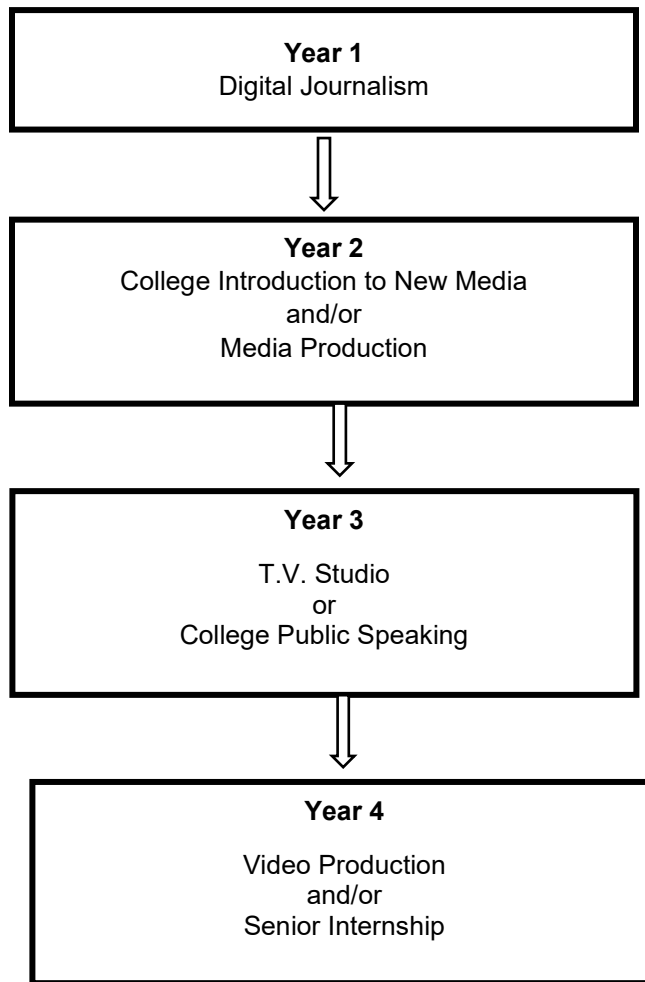 Year 1
Digital Journalism
Year 2
College Introduction to New Media
and/or
Media Production
Year 3
T.V. Studio
or
College Public Speaking
Year 4
Video Production
and/or
Senior Internship